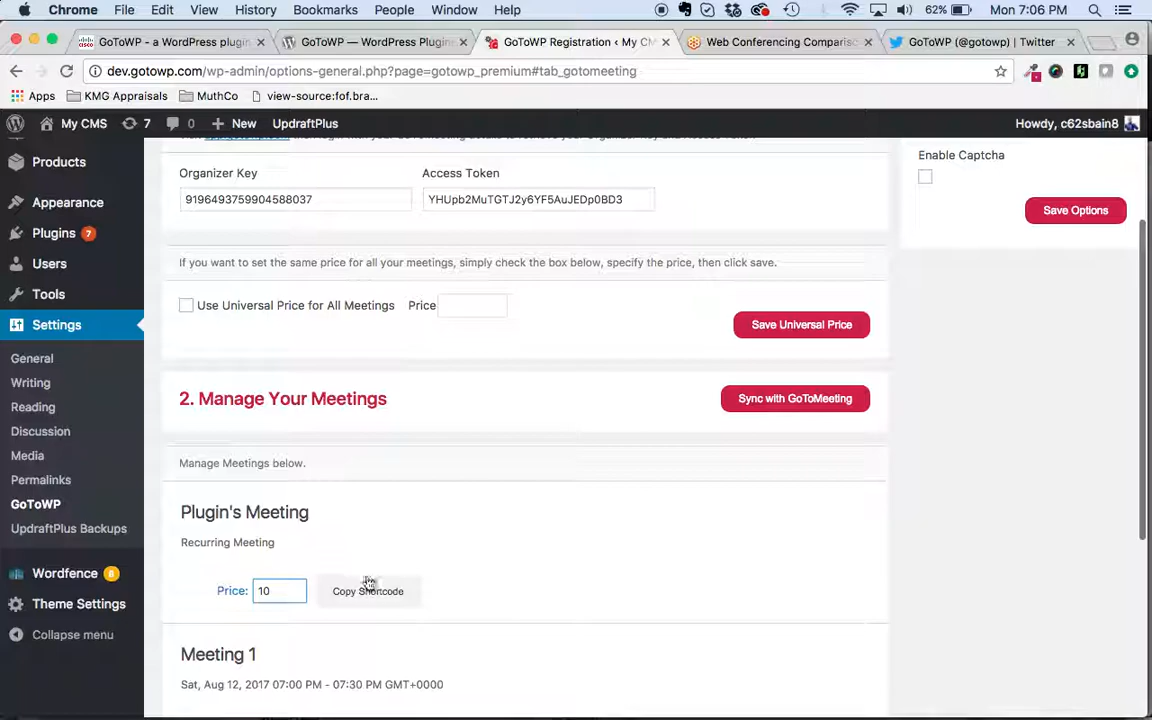 Chrome File Edit View History Bookmarks People Window Help 62% Mon 7:06 PM
GoToWP - a WordPress plugin
GoToWP — WordPress Plugins
GoToWP Registration ‹ My CM
Web Conferencing Comparis
GoToWP (@gotowp) | Twitter
dev.gotowp.com/wp-admin/options-general.php?page=gotowp_premium#tab_gotomeeting
Apps KMG Appraisals MuthCo view-source:fof.bra...
My CMS 7 0 New UpdraftPlus Howdy, c62sbain8
Products
Appearance
Plugins 7
Users
Tools
Settings
General
Writing
Reading
Discussion
Media
Permalinks
GoToWP
UpdraftPlus Backups
Wordfence 8
Theme Settings
Collapse menu
Organizer Key Access Token
9196493759904588037 YHUpb2MuTGTJ2y6YF5AuJEDp0BD3
If you want to set the same price for all your meetings, simply check the box below, specify the price, then click save.
Use Universal Price for All Meetings Price
Save Universal Price
2. Manage Your Meetings
Sync with GoToMeeting
Manage Meetings below.
Plugin's Meeting
Recurring Meeting
Price: 10 Copy Shortcode
Meeting 1
Sat, Aug 12, 2017 07:00 PM - 07:30 PM GMT+0000
Enable Captcha
Save Options